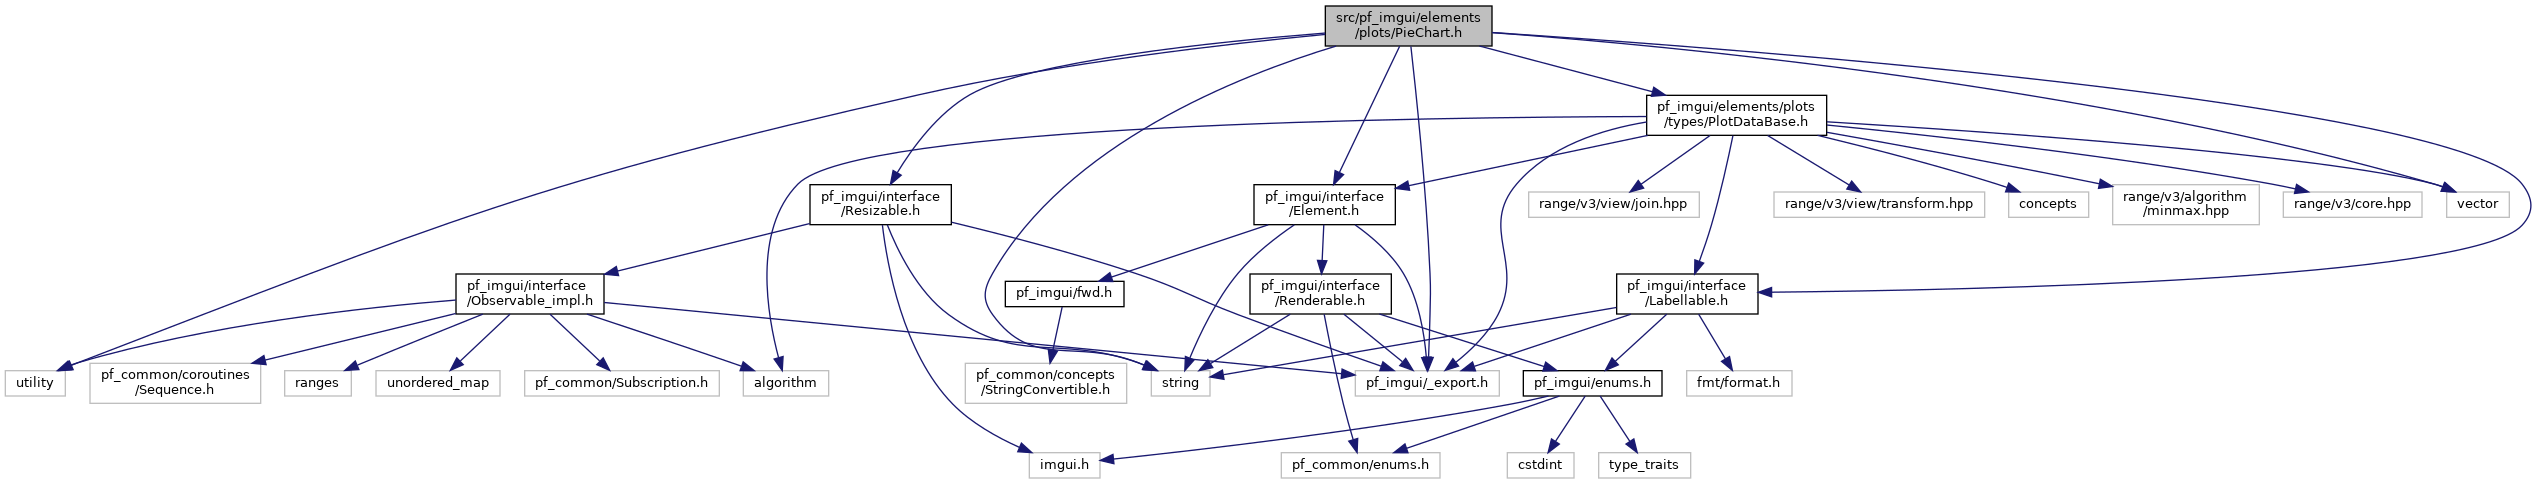 src/pf_imgui/elements
/plots/PieChart.h
pf_imgui/elements/plots
/types/PlotDataBase.h
pf_imgui/interface
/Resizable.h
pf_imgui/interface
/Element.h
range/v3/view/join.hpp
range/v3/view/transform.hpp
concepts
range/v3/algorithm
/minmax.hpp
range/v3/core.hpp
vector
pf_imgui/interface
/Observable_impl.h
pf_imgui/fwd.h
pf_imgui/interface
/Renderable.h
pf_imgui/interface
/Labellable.h
utility
pf_common/coroutines
/Sequence.h
ranges
unordered_map
pf_common/Subscription.h
algorithm
pf_common/concepts
/StringConvertible.h
string
pf_imgui/_export.h
pf_imgui/enums.h
fmt/format.h
imgui.h
pf_common/enums.h
cstdint
type_traits